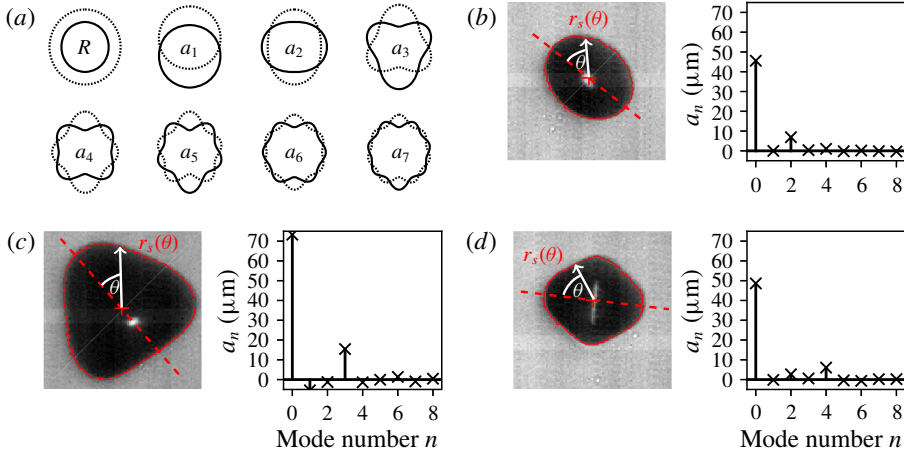 (a)
R a1 a2 a3
a4 a5 a6 a7
(b)
rs(θ)
θ
an (μm)
70
60
50
40
30
20
10
0
0 2 4 6 8
(c)
rs(θ)
θ
an (μm)
70
60
50
40
30
20
10
0
0 2 4 6 8
Mode number n
(d)
rs(θ)
θ
an (μm)
70
60
50
40
30
20
10
0
0 2 4 6 8
Mode number n